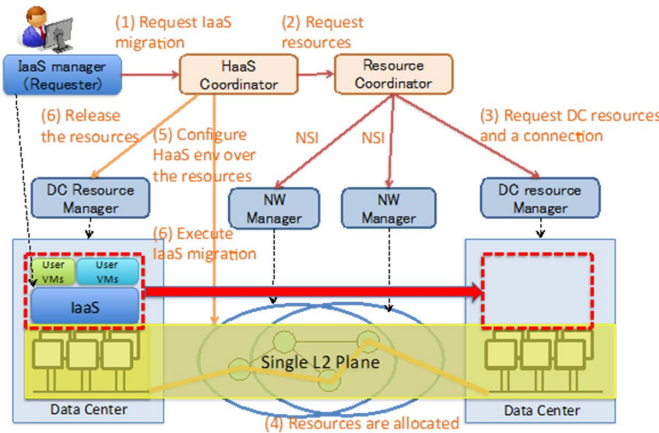 (1) Request IaaS
migration
(2) Request
resources
IaaS manager
(Requester)
HaaS
Coordinator
Resource
Coordinator
(6) Release
the resources
(5) Configure
HaaS env over
the resources
NSI
NSI
(3) Request DC resources
and a connection
DC Resource
Manager
NW
Manager
NW
Manager
DC resource
Manager
(6) Execute
IaaS migration
User
VMs
User
VMs
IaaS
Single L2 Plane
Data Center
Data Center
(4) Resources are allocated